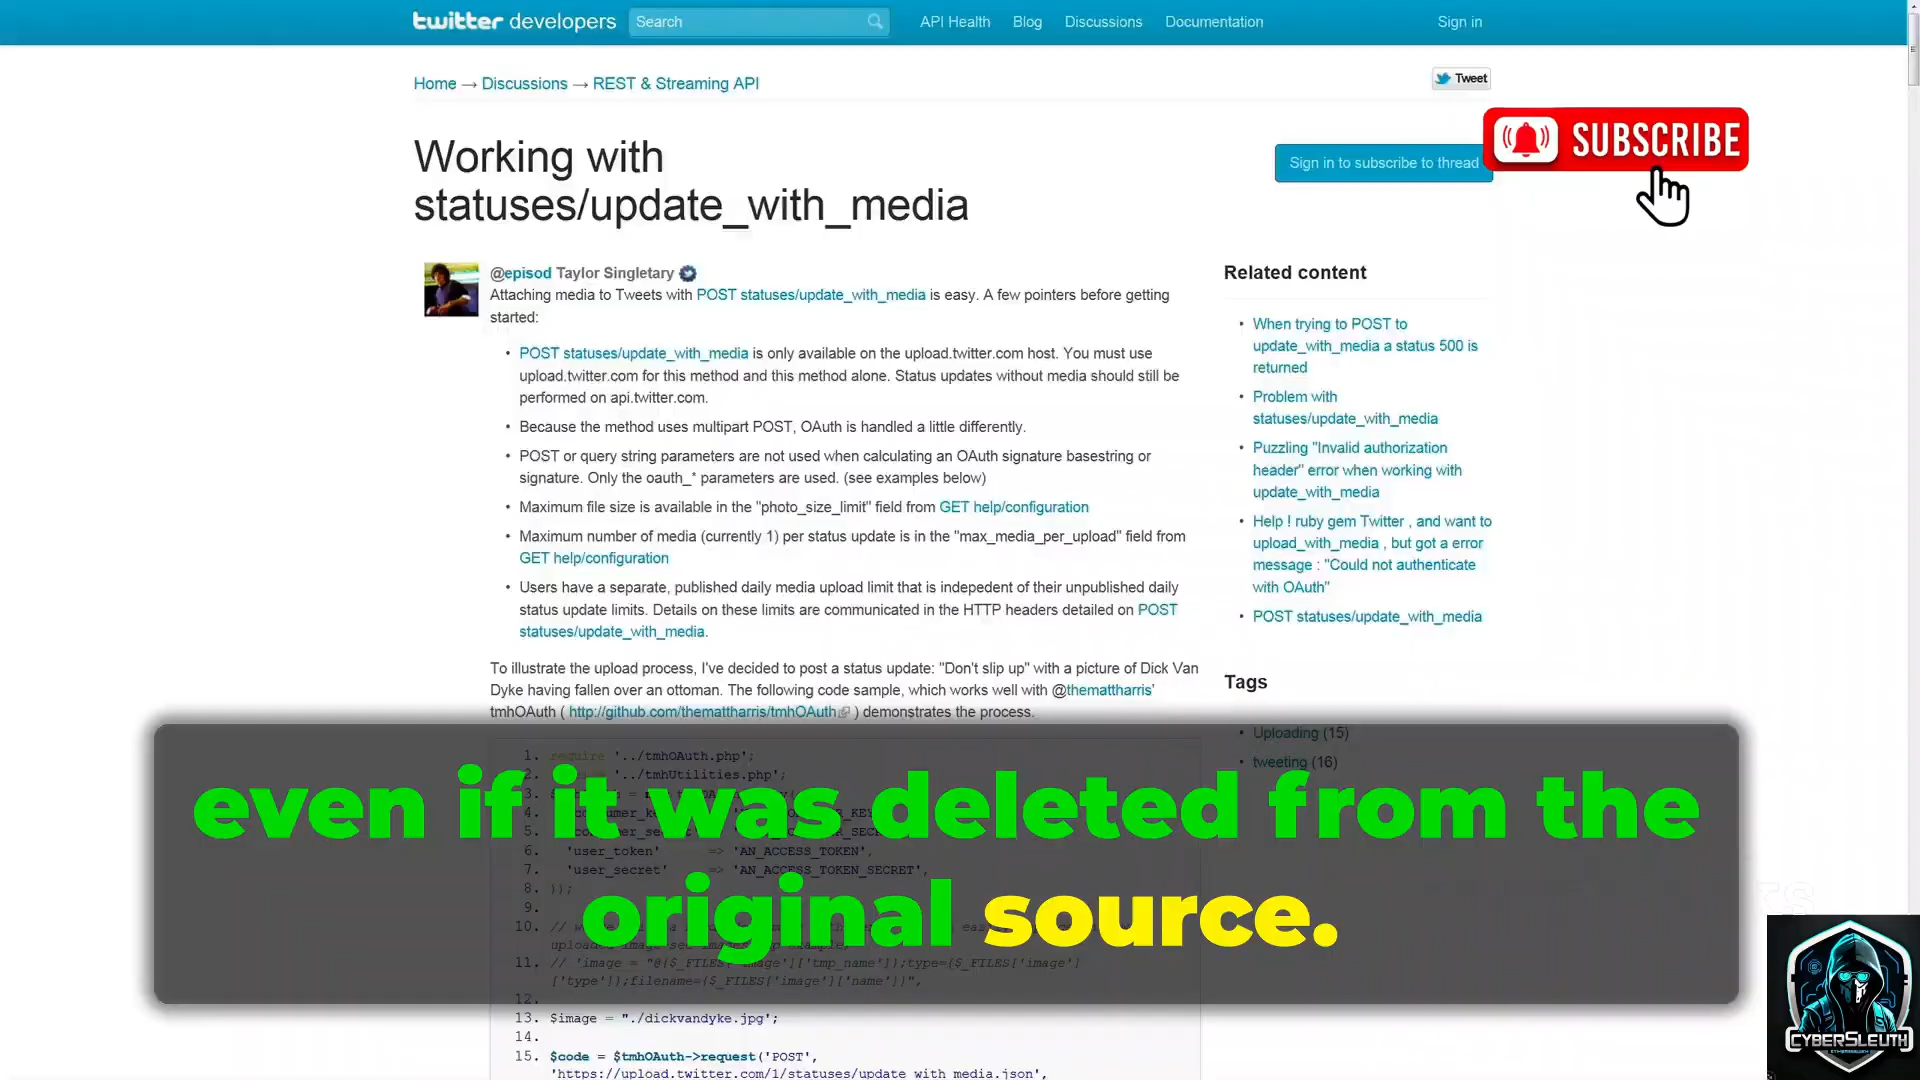 twitter developers
Search
API Health
Blog
Discussions
Documentation
Sign in
Home → Discussions → REST & Streaming API
Tweet
Working with
statuses/update_with_media
Sign in to subscribe to thread
SUBSCRIBE
@episod Taylor Singletary
Attaching media to Tweets with POST statuses/update_with_media is easy. A few pointers before getting
started:
• POST statuses/update_with_media is only available on the upload.twitter.com host. You must use
upload.twitter.com for this method and this method alone. Status updates without media should still be
performed on api.twitter.com.
• Because the method uses multipart POST, OAuth is handled a little differently.
• POST or query string parameters are not used when calculating an OAuth signature basestring or
signature. Only the oauth_* parameters are used. (see examples below)
• Maximum file size is available in the "photo_size_limit" field from GET help/configuration
• Maximum number of media (currently 1) per status update is in the "max_media_per_upload" field from
GET help/configuration
• Users have a separate, published daily media upload limit that is indepedent of their unpublished daily
status update limits. Details on these limits are communicated in the HTTP headers detailed on POST
statuses/update_with_media.
To illustrate the upload process, I've decided to post a status update: "Don't slip up" with a picture of Dick Van
Dyke having fallen over an ottoman. The following code sample, which works well with @themattharris'
tmhOAuth ( http://github.com/themattharris/tmhOAuth ) demonstrates the process.
Related content
• When trying to POST to
update_with_media a status 500 is
returned
• Problem with
statuses/update_with_media
• Puzzling "Invalid authorization
header" error when working with
update_with_media
• Help ! ruby gem Twitter , and want to
upload_with_media , but got a error
message : "Could not authenticate
with OAuth"
• POST statuses/update_with_media
Tags
• Uploading (15)
• tweeting (16)
1. require '../tmhOAuth.php';
2. '../tmhUtilities.php';
even if it was deleted from the
6. 'user_token' => 'AN_ACCESS_TOKEN',
7. 'user_secret' => 'AN_ACCESS_TOKEN_SECRET',
8. ));
9.
original source.
10. //
11. // 'image = "@{$_FILES['image']['tmp_name']};type={$_FILES['image']
['type']};filename={$_FILES['image']['name']}",
12.
13. $image = "./dickvandyke.jpg';
14.
15. $code = $tmhOAuth->request('POST',
'https://upload.twitter.com/1/statuses/update_with_media.json',
CYBERSLEUTH